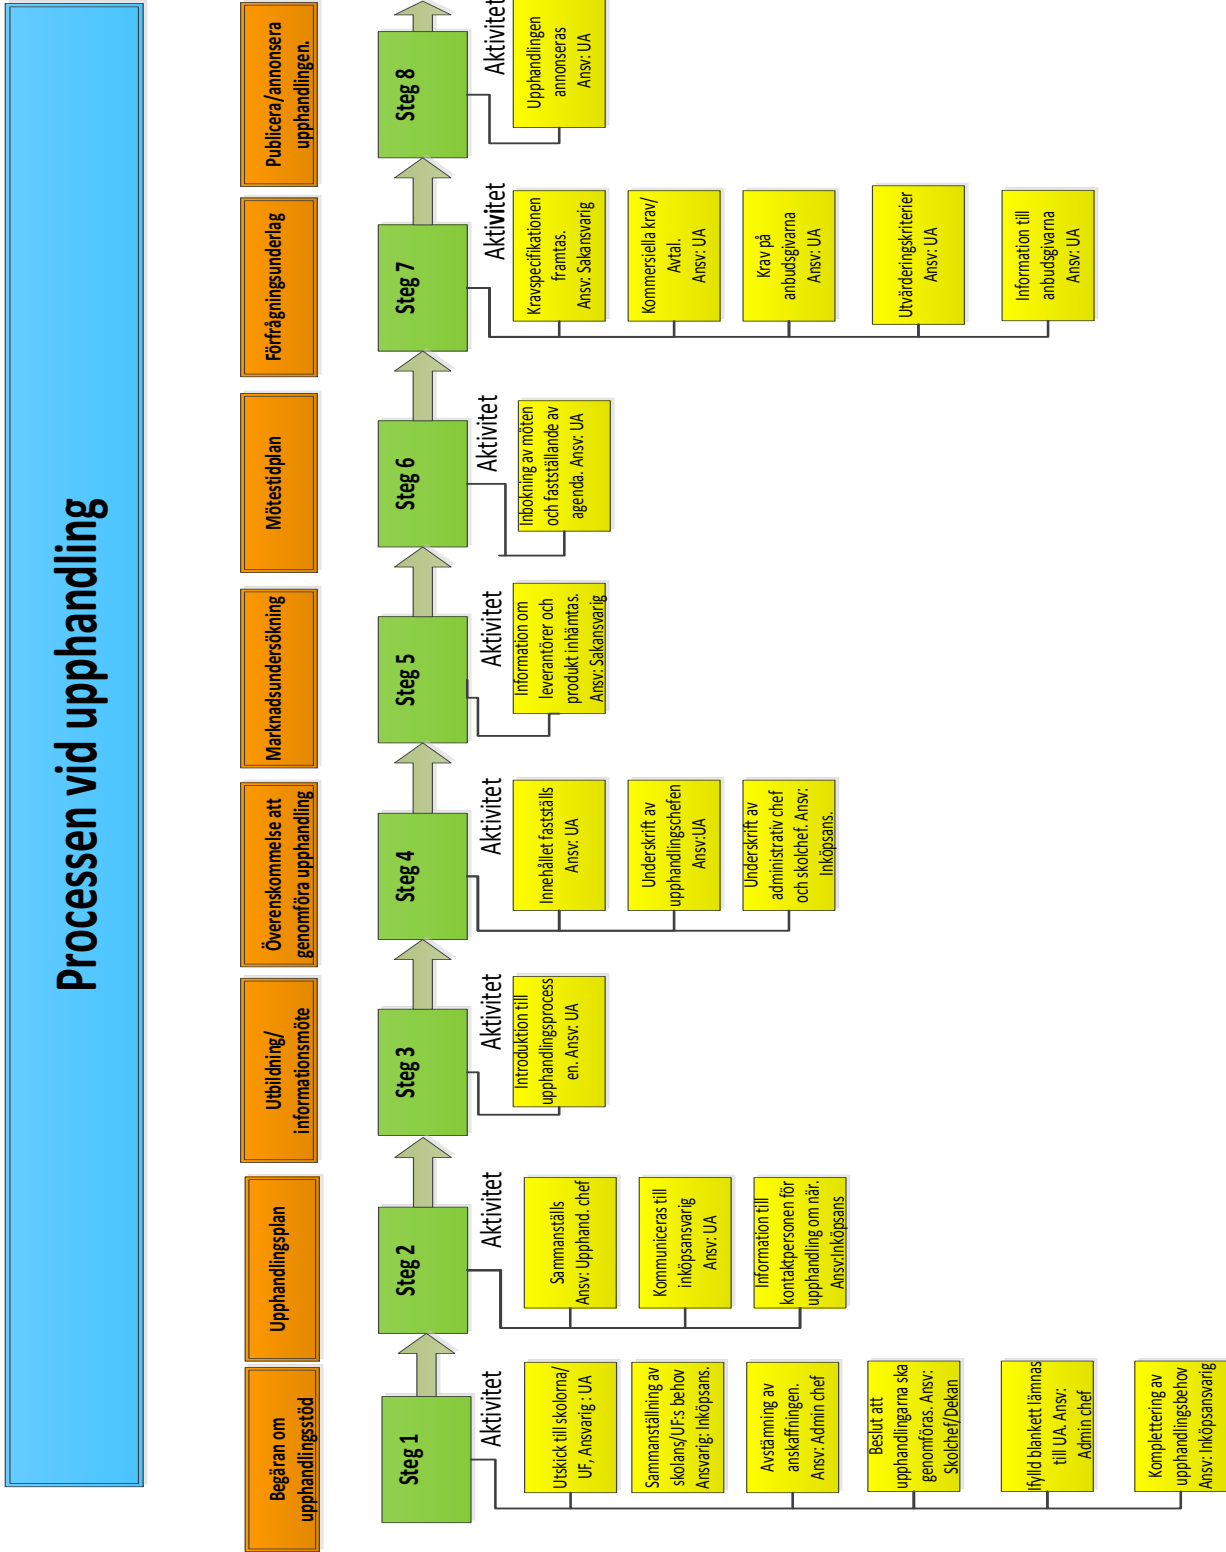 Processen vid upphandling
Begäran om
upphandlingsstöd
Upphandlingsplan
Utbildning/
informationsmöte
Överenskommelse att
genomföra upphandling
Marknadsundersökning
Mötestidplan
Förfrågningsunderlag
Publicera/annonsera
upphandlingen.
Steg 1
Steg 2
Steg 3
Steg 4
Steg 5
Steg 6
Steg 7
Steg 8
Aktivitet
Utskick till skolorna/
UF, Ansvarig : UA
Sammanställning av
skolans/UF:s behov
Ansvarig: Inköpsans.
Avstämning av
anskaffningen.
Ansv: Admin chef
Beslut att
upphandlingarna ska
genomföras. Ansv:
Skolchef/Dekan
Ifylld blankett lämnas
till UA. Ansv:
Admin chef
Komplettering av
upphandlingsbehov
Ansv: Inköpsansvarig
Aktivitet
Sammanställs
Ansv: Upphand. chef
Kommuniceras till
inköpsansvarig
Ansv: UA
Information till
kontaktpersonen för
upphandling om när.
Ansv:Inköpsans
Aktivitet
Introduktion till
upphandlingsprocess
en. Ansv: UA
Aktivitet
Innehållet fastställs
Ansv: UA
Underskrift av
upphandlingschefen
Ansv:UA
Underskrift av
administrativ chef
och skolchef. Ansv:
Inköpsans.
Aktivitet
Information om
leverantörer och
produkt inhämtas.
Ansv: Sakansvarig
Aktivitet
Inbokning av möten
och fastställande av
agenda. Ansv: UA
Aktivitet
Kravspecifikationen
framtas.
Ansv: Sakansvarig
Kommersiella krav/
Avtal.
Ansv: UA
Krav på
anbudsgivarna
Ansv: UA
Utvärderingskriterier
Ansv: UA
Information till
anbudsgivarna
Ansv: UA
Aktivitet
Upphandlingen
annonseras
Ansv: UA